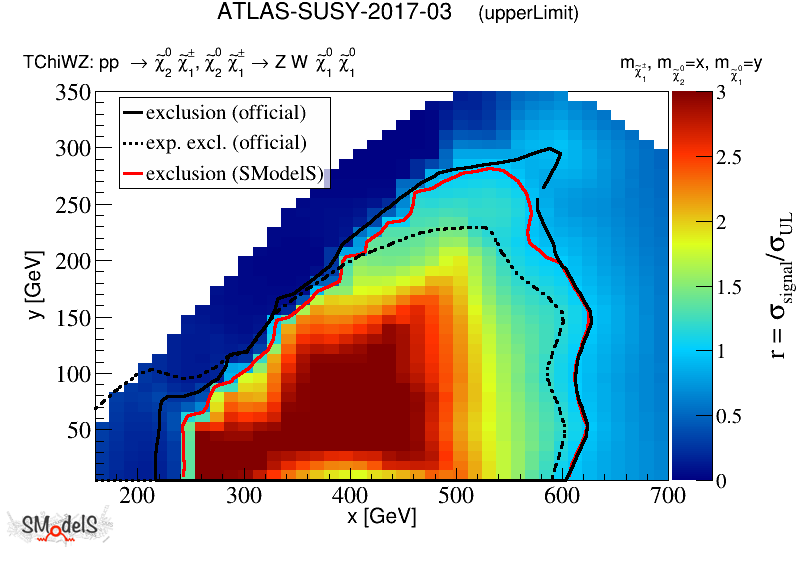 ATLAS-SUSY-2017-03 (upperLimit)
TChiWZ: pp → χ̃₂⁰ χ̃₁±, χ̃₂⁰ χ̃₁± → Z W χ̃₁⁰ χ̃₁⁰
m_χ̃₁±, m_χ̃₂⁰=x, m_χ̃₁⁰=y
exclusion (official)
exp. excl. (official)
exclusion (SModelS)
350
300
250
200
150
100
50
y [GeV]
200 300 400 500 600 700
x [GeV]
3
2.5
2
1.5
1
0.5
0
r = σ_signal/σ_UL
SModelS